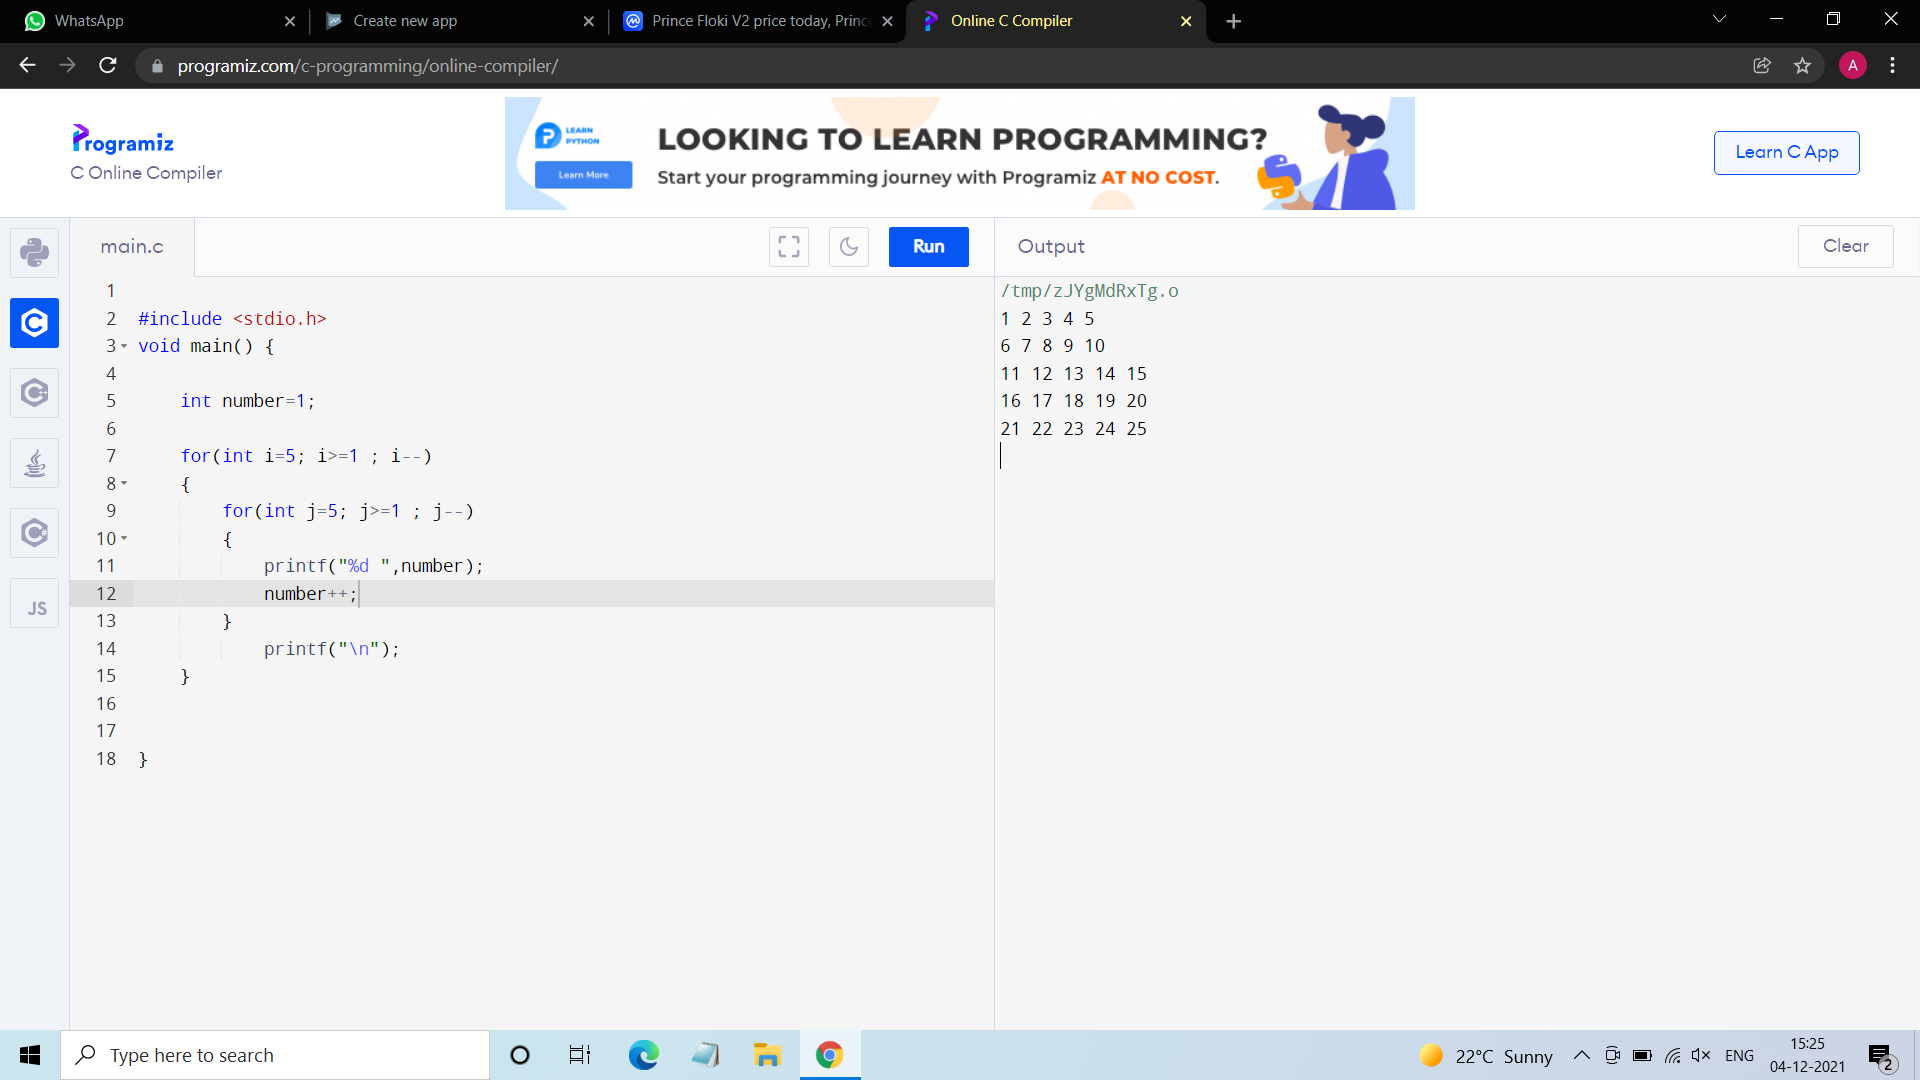 WhatsApp
Create new app
Prince Floki V2 price today, Prince
Online C Compiler
programiz.com/c-programming/online-compiler/
A
Programiz
C Online Compiler
LEARN
PYTHON
Learn More
LOOKING TO LEARN PROGRAMMING?
Start your programming journey with Programiz AT NO COST.
Learn C App
main.c
Run
Output
Clear
1
2 #include <stdio.h>
3 void main() {
4
5 int number=1;
6
7 for(int i=5; i>=1 ; i--)
8 {
9 for(int j=5; j>=1 ; j--)
10 {
11 printf("%d ",number);
12 number++;
13 }
14 printf("\n");
15 }
16
17
18 }
/tmp/zJYgMdRxTg.o
1 2 3 4 5
6 7 8 9 10
11 12 13 14 15
16 17 18 19 20
21 22 23 24 25
JS
Type here to search
22°C Sunny
ENG
15:25
04-12-2021
2